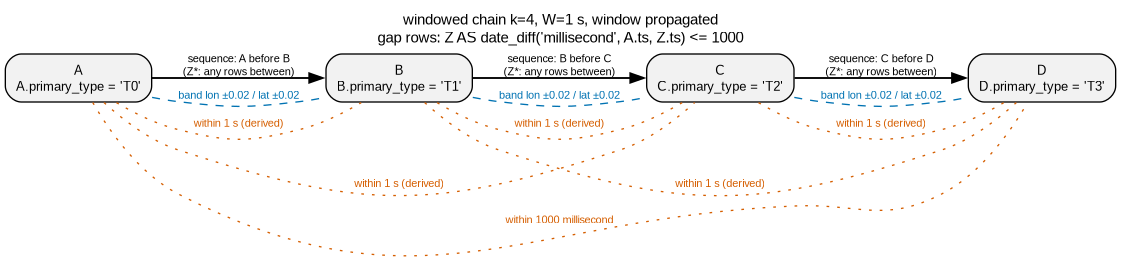 windowed chain k=4, W=1 s, window propagated
gap rows: Z AS date_diff('millisecond', A.ts, Z.ts) <= 1000
A
A.primary_type = 'T0'
sequence: A before B
(Z*: any rows between)
band lon ±0.02 / lat ±0.02
B
B.primary_type = 'T1'
sequence: B before C
(Z*: any rows between)
band lon ±0.02 / lat ±0.02
C
C.primary_type = 'T2'
sequence: C before D
(Z*: any rows between)
band lon ±0.02 / lat ±0.02
D
D.primary_type = 'T3'
within 1 s (derived)
within 1 s (derived)
within 1 s (derived)
within 1 s (derived)
within 1 s (derived)
within 1000 millisecond